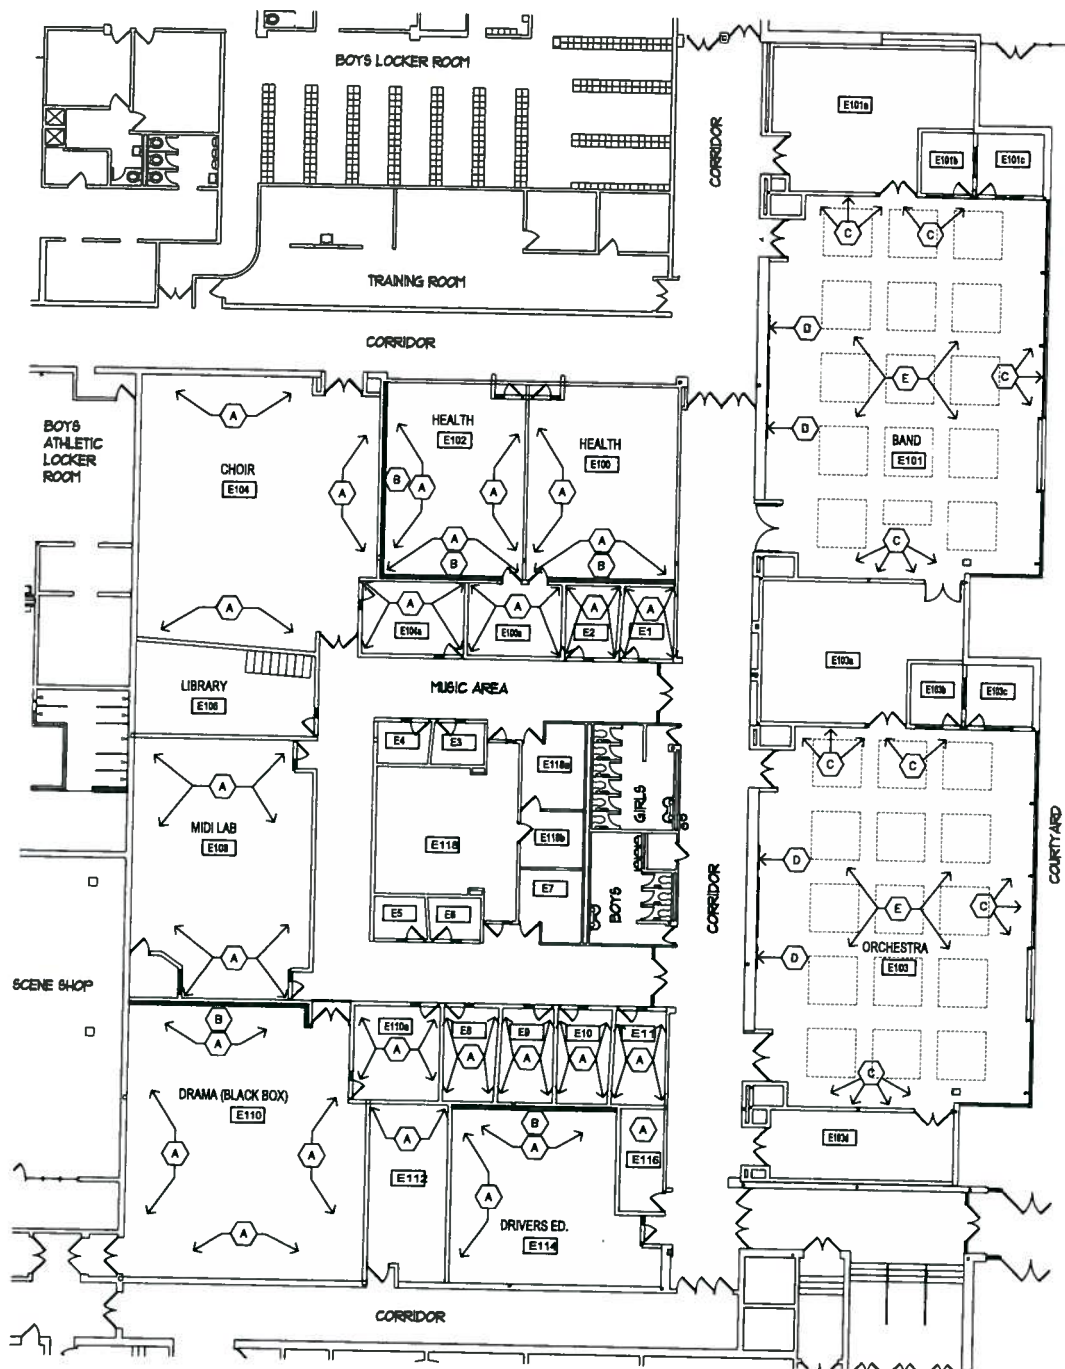 BOYS LOCKER ROOM
TRAINING ROOM
CORRIDOR
CORRIDOR
E101a
E101b
E101c
C
C
D
E
C
D
BAND
E101
C
BOYS
ATHLETIC
LOCKER
ROOM
CHOIR
E104
A
A
A
HEALTH
E102
B
A
A
A
B
HEALTH
E100
A
A
B
A
E104a
A
E100a
A
E2
A
E1
MUSIC AREA
LIBRARY
E106
E103a
E103b
E103c
A
MIDI LAB
E108
A
E4
E3
E118
E5
E6
E118a
E118b
E7
GIRLS
BOYS
CORRIDOR
COURTYARD
C
C
D
E
C
D
ORCHESTRA
E103
C
E103d
SCENE SHOP
B
A
DRAMA (BLACK BOX)
E110
A
A
A
E110a
A
E8
A
E9
A
E10
A
E11
A
A
E112
B
A
A
DRIVERS ED.
E114
A
E116
CORRIDOR